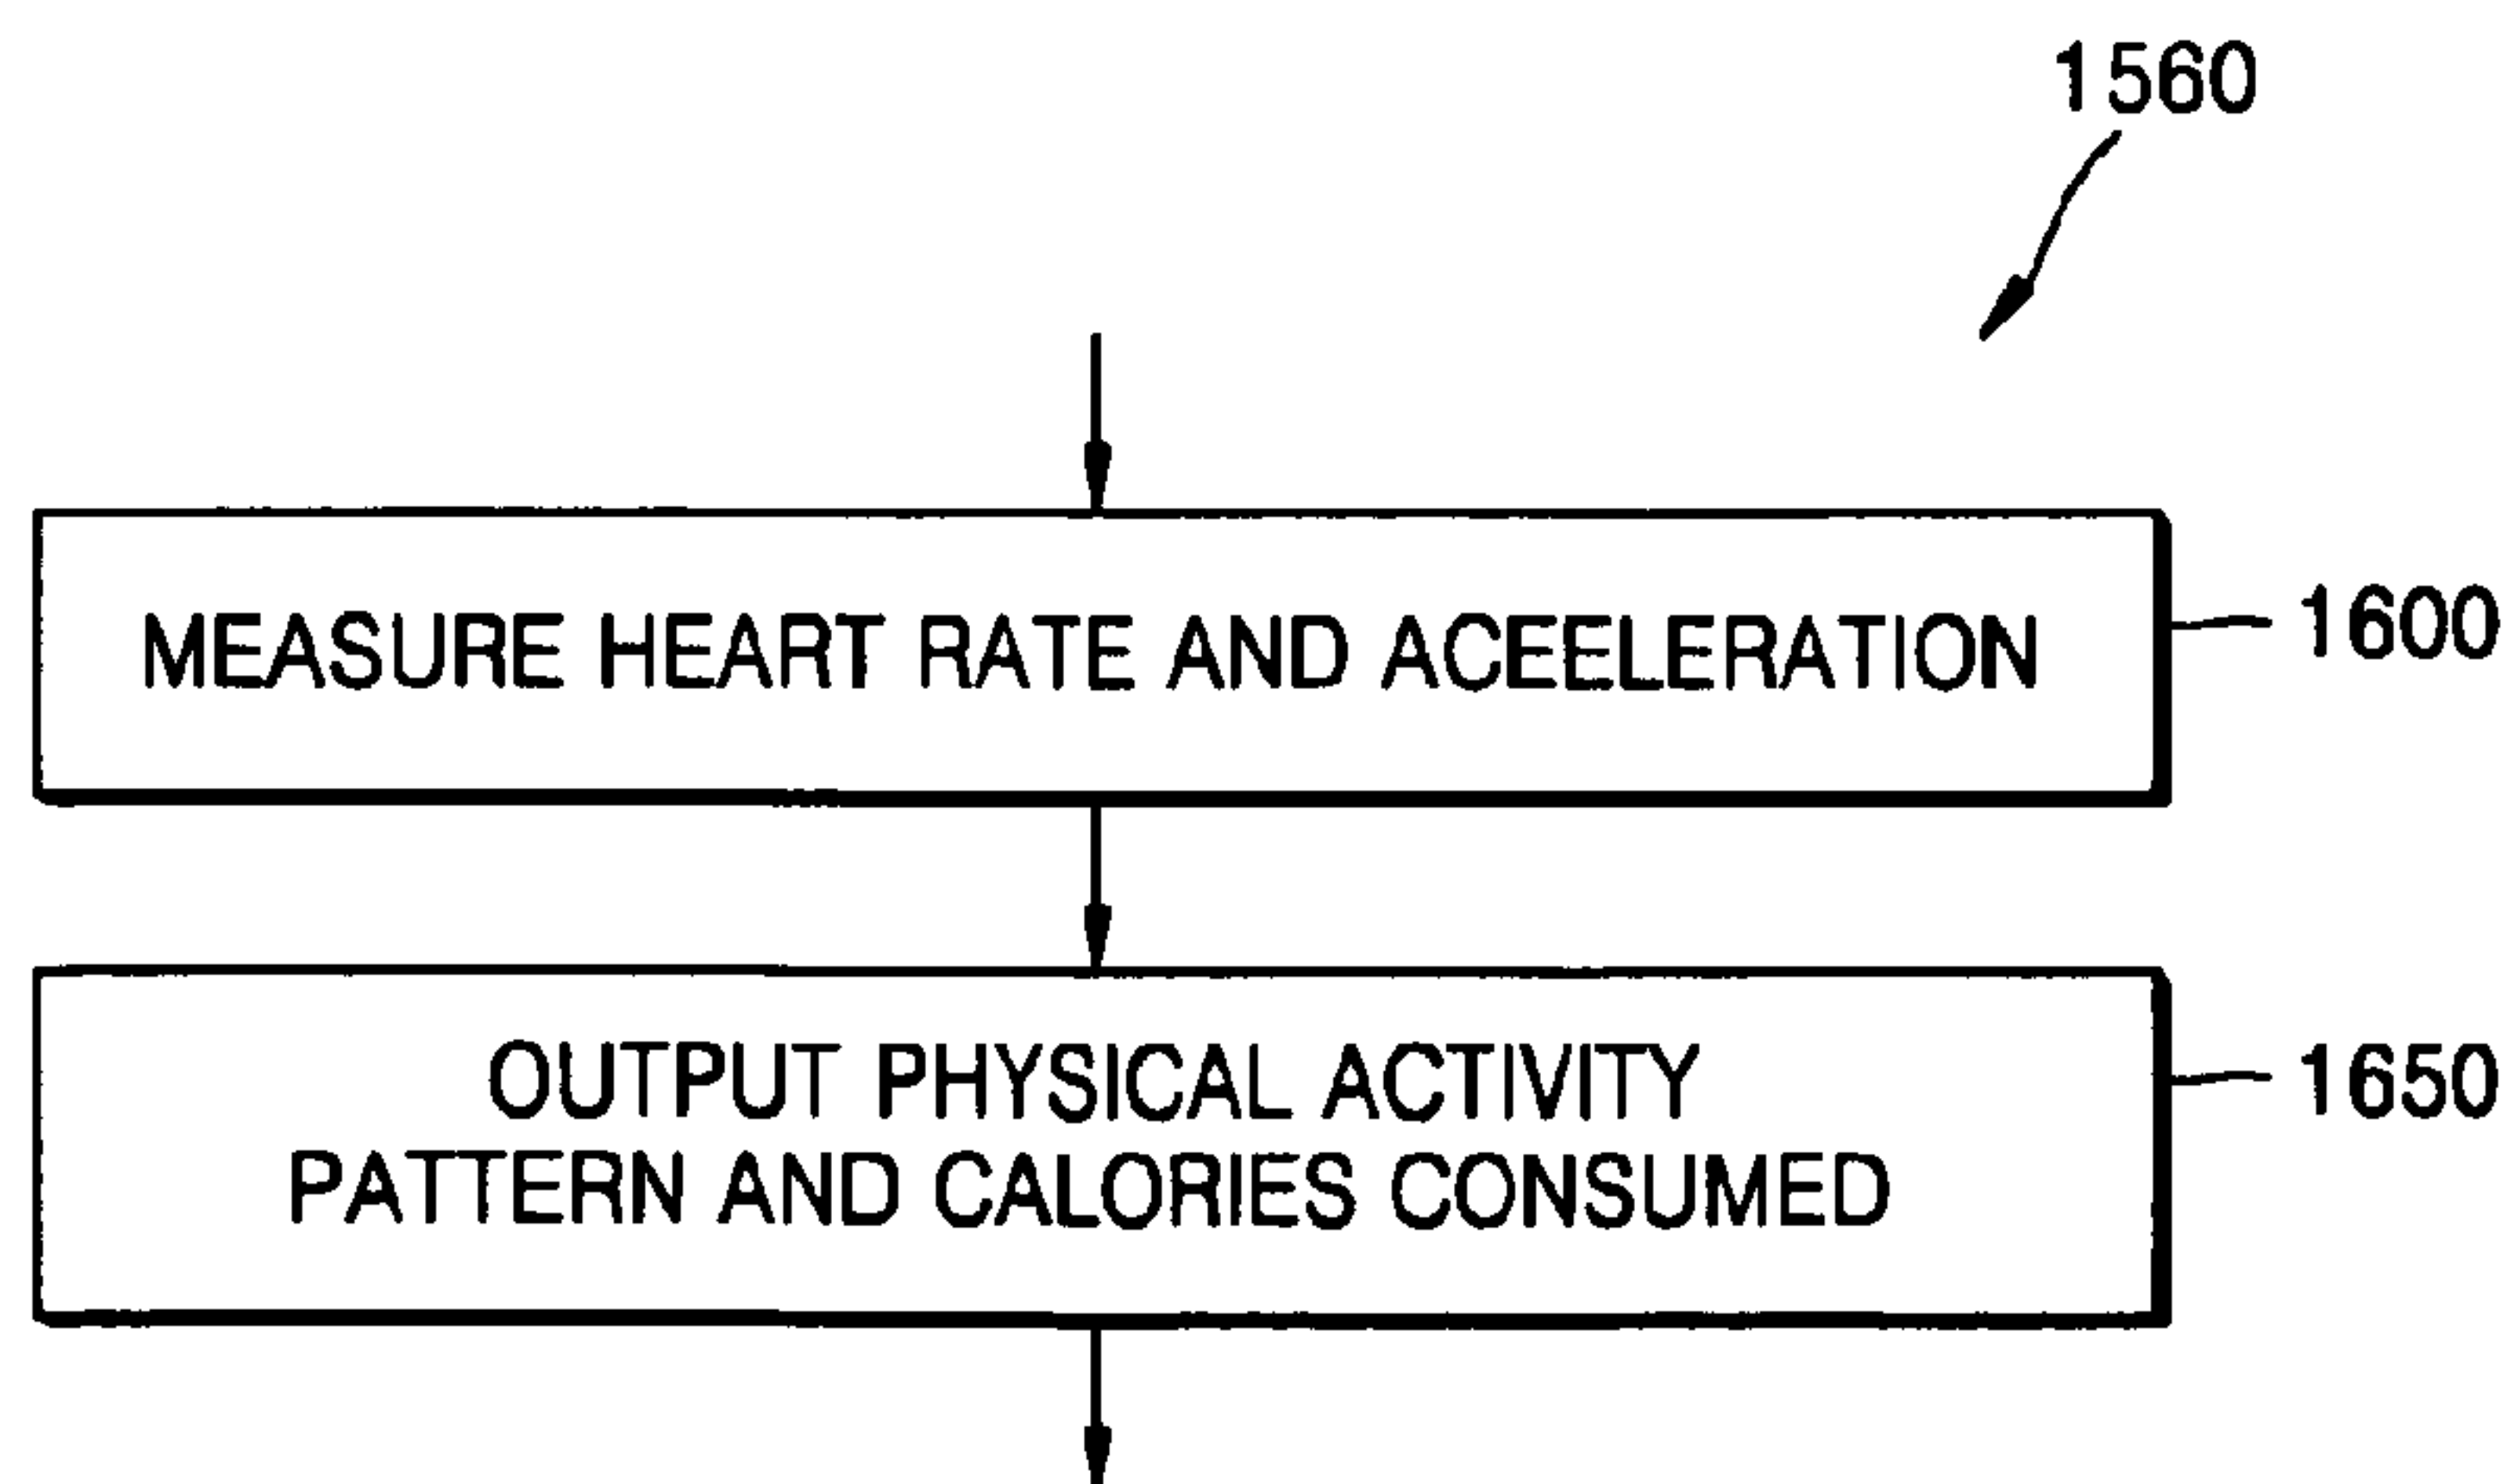 1560
MEASURE HEART RATE AND ACEELERATION
1600
OUTPUT PHYSICAL ACTIVITY
1650
PATTERN AND CALORIES CONSUMED